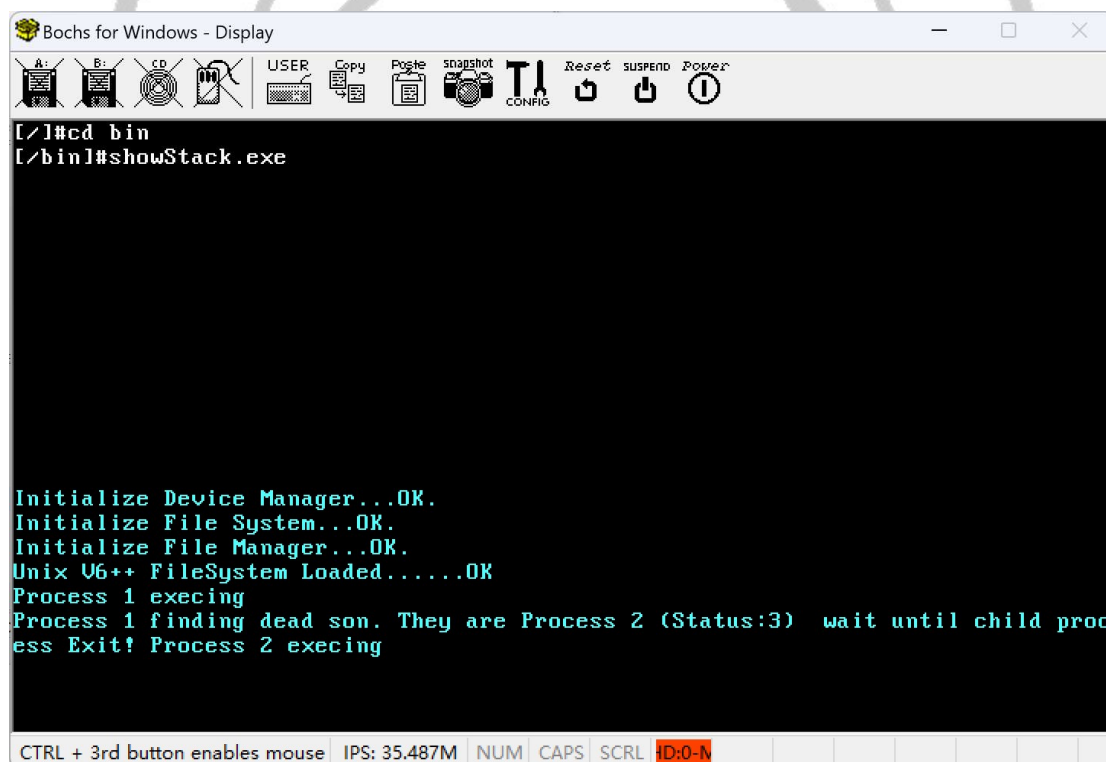 Bochs for Windows - Display
A: B: CD USER Copy Paste snapshot CONFIG Reset SUSPEND Power
[/]#cd bin
[/bin]#showStack.exe
Initialize Device Manager...OK.
Initialize File System...OK.
Initialize File Manager...OK.
Unix V6++ FileSystem Loaded......OK
Process 1 execing
Process 1 finding dead son. They are Process 2 (Status:3)  wait until child proc
ess Exit! Process 2 execing
CTRL + 3rd button enables mouse IPS: 35.487M NUM CAPS SCRL HD:0-M